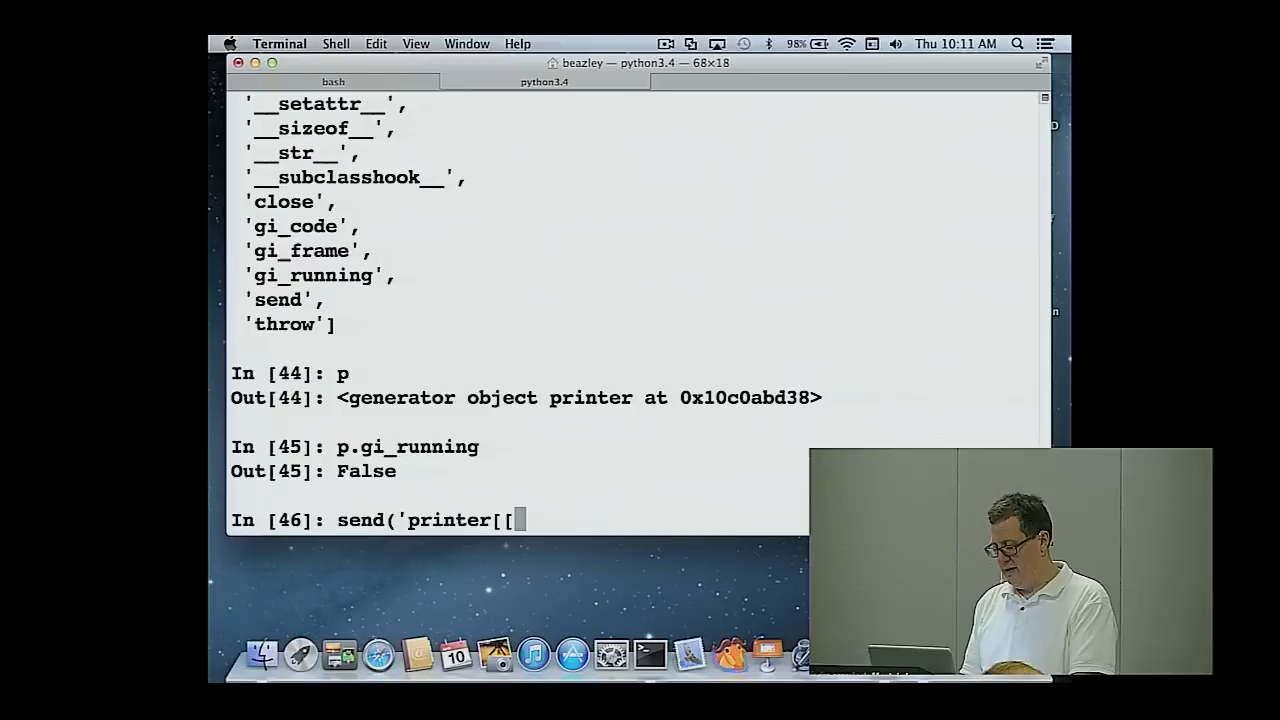 Terminal Shell Edit View Window Help 98% Thu 10:11 AM
beazley — python3.4 — 68×18
bash python3.4
'__setattr__',
'__sizeof__',
'__str__',
'__subclasshook__',
'close',
'gi_code',
'gi_frame',
'gi_running',
'send',
'throw']
In [44]: p
Out[44]: <generator object printer at 0x10c0abd38>
In [45]: p.gi_running
Out[45]: False
In [46]: send('printer[[
10